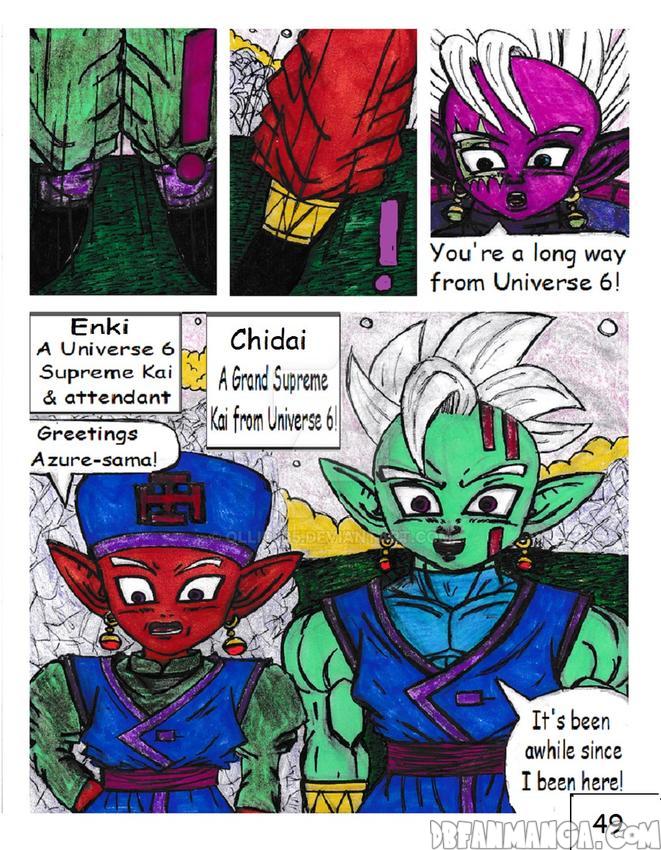 !
!
You're a long way
from Universe 6!
Enki
A Universe 6
Supreme Kai
& attendant
Chidai
A Grand Supreme
Kai from Universe 6!
Greetings
Azure-sama!
It's been
awhile since
I been here!
49
DBFANMANGA.COM